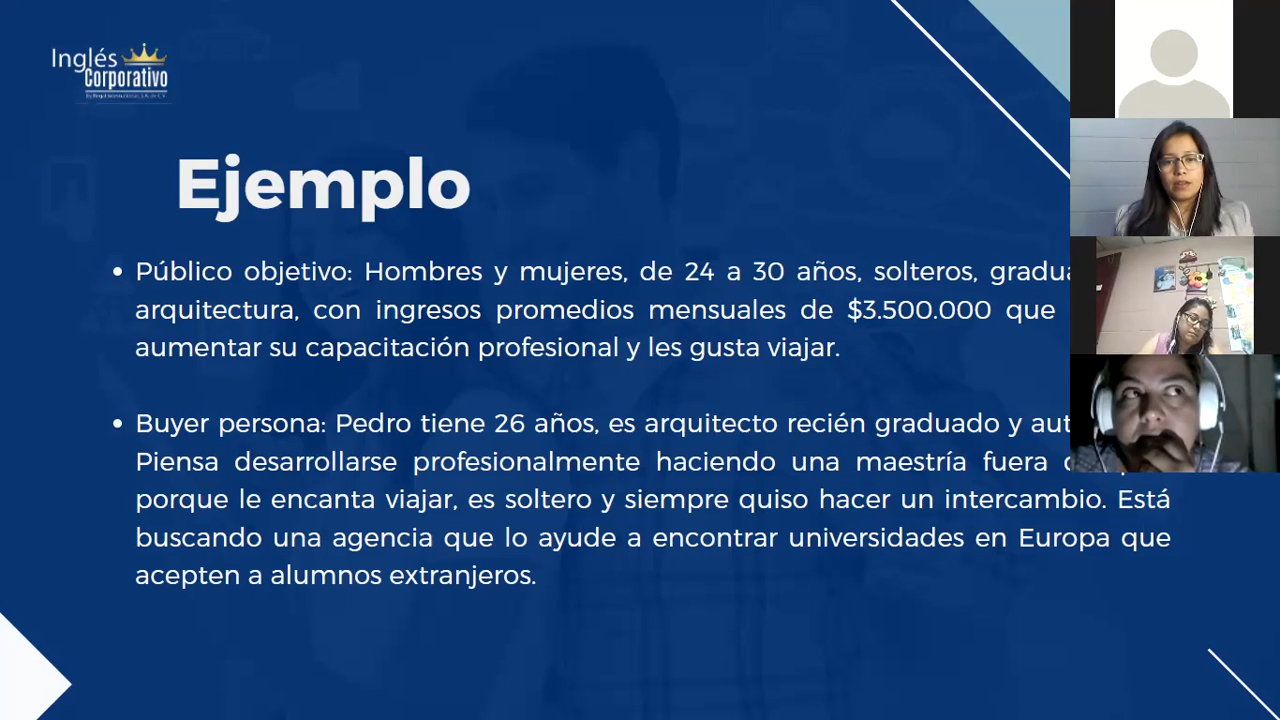 Inglés
Corporativo
Ejemplo
• Público objetivo: Hombres y mujeres, de 24 a 30 años, solteros,
arquitectura, con ingresos promedios mensuales de $3.500.000 que
aumentar su capacitación profesional y les gusta viajar.
• Buyer persona: Pedro tiene 26 años, es arquitecto recién graduado y
Piensa desarrollarse profesionalmente haciendo una maestría fuera
porque le encanta viajar, es soltero y siempre quiso hacer un intercambio. Está
buscando una agencia que lo ayude a encontrar universidades en Europa que
acepten a alumnos extranjeros.